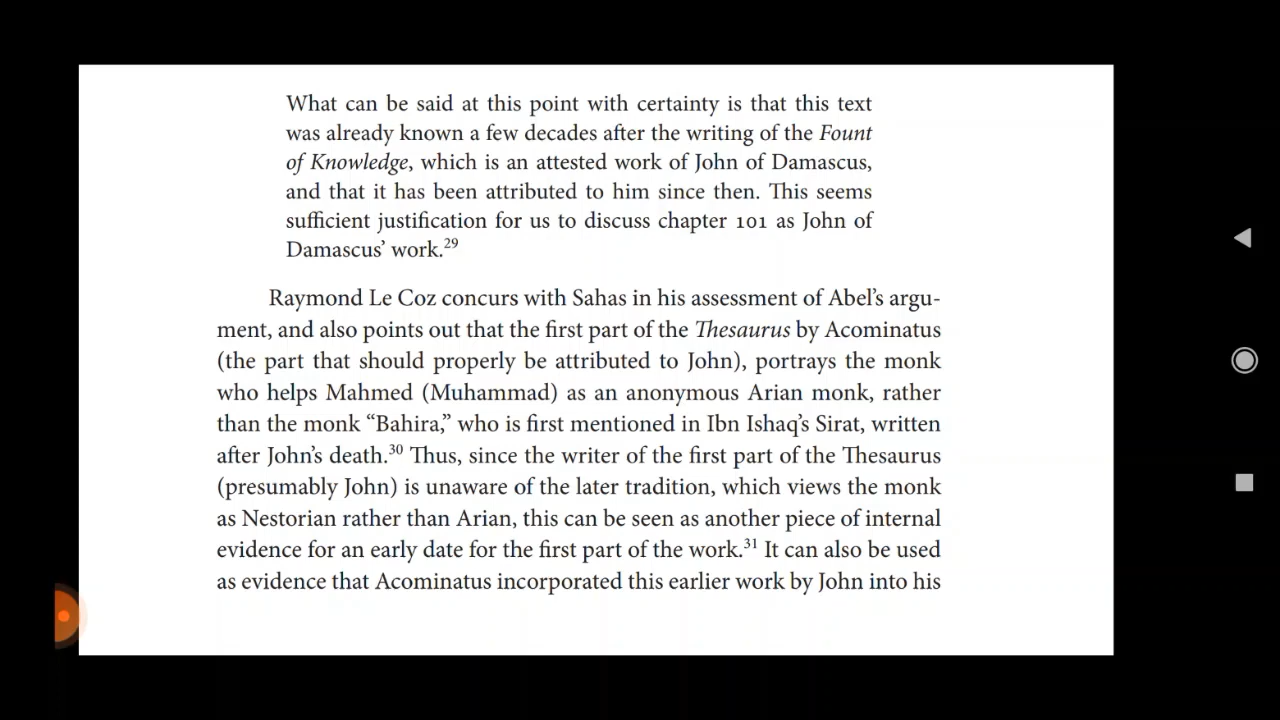 What can be said at this point with certainty is that this text
was already known a few decades after the writing of the Fount
of Knowledge, which is an attested work of John of Damascus,
and that it has been attributed to him since then. This seems
sufficient justification for us to discuss chapter 101 as John of
Damascus’ work.29
Raymond Le Coz concurs with Sahas in his assessment of Abel’s argu-
ment, and also points out that the first part of the Thesaurus by Acominatus
(the part that should properly be attributed to John), portrays the monk
who helps Mahmed (Muhammad) as an anonymous Arian monk, rather
than the monk “Bahira,” who is first mentioned in Ibn Ishaq’s Sirat, written
after John’s death.30 Thus, since the writer of the first part of the Thesaurus
(presumably John) is unaware of the later tradition, which views the monk
as Nestorian rather than Arian, this can be seen as another piece of internal
evidence for an early date for the first part of the work.31 It can also be used
as evidence that Acominatus incorporated this earlier work by John into his